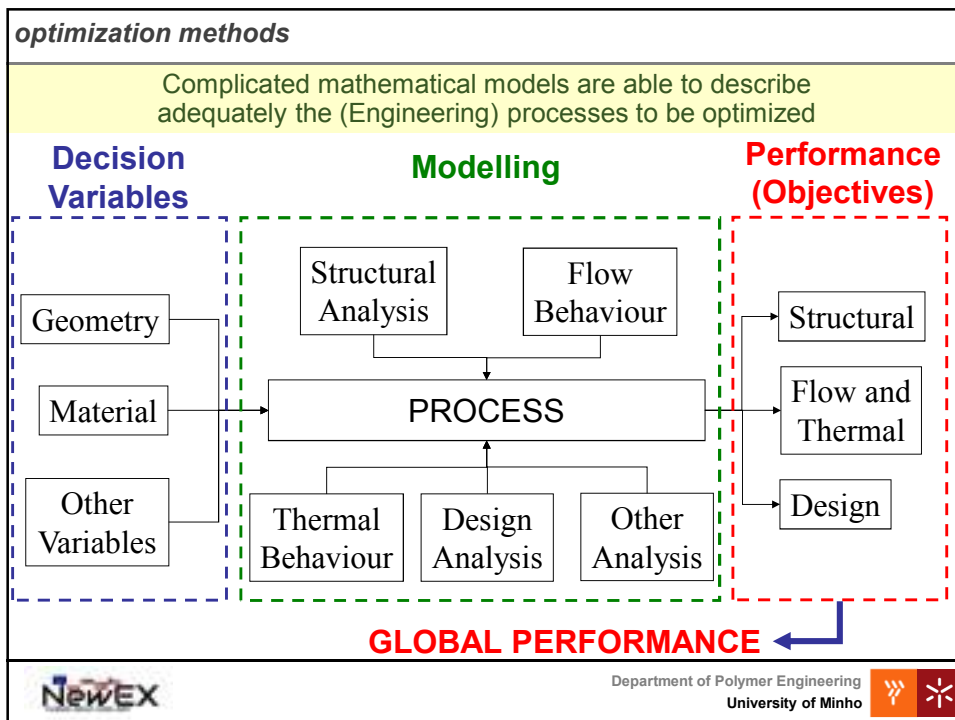 optimization methods
Complicated mathematical models are able to describe
adequately the (Engineering) processes to be optimized
Decision
Variables
Modelling
Performance
(Objectives)
Geometry
Material
Other
Variables
Structural
Analysis
Flow
Behaviour
PROCESS
Thermal
Behaviour
Design
Analysis
Other
Analysis
Structural
Flow and
Thermal
Design
GLOBAL PERFORMANCE
NewEX
Department of Polymer Engineering
University of Minho